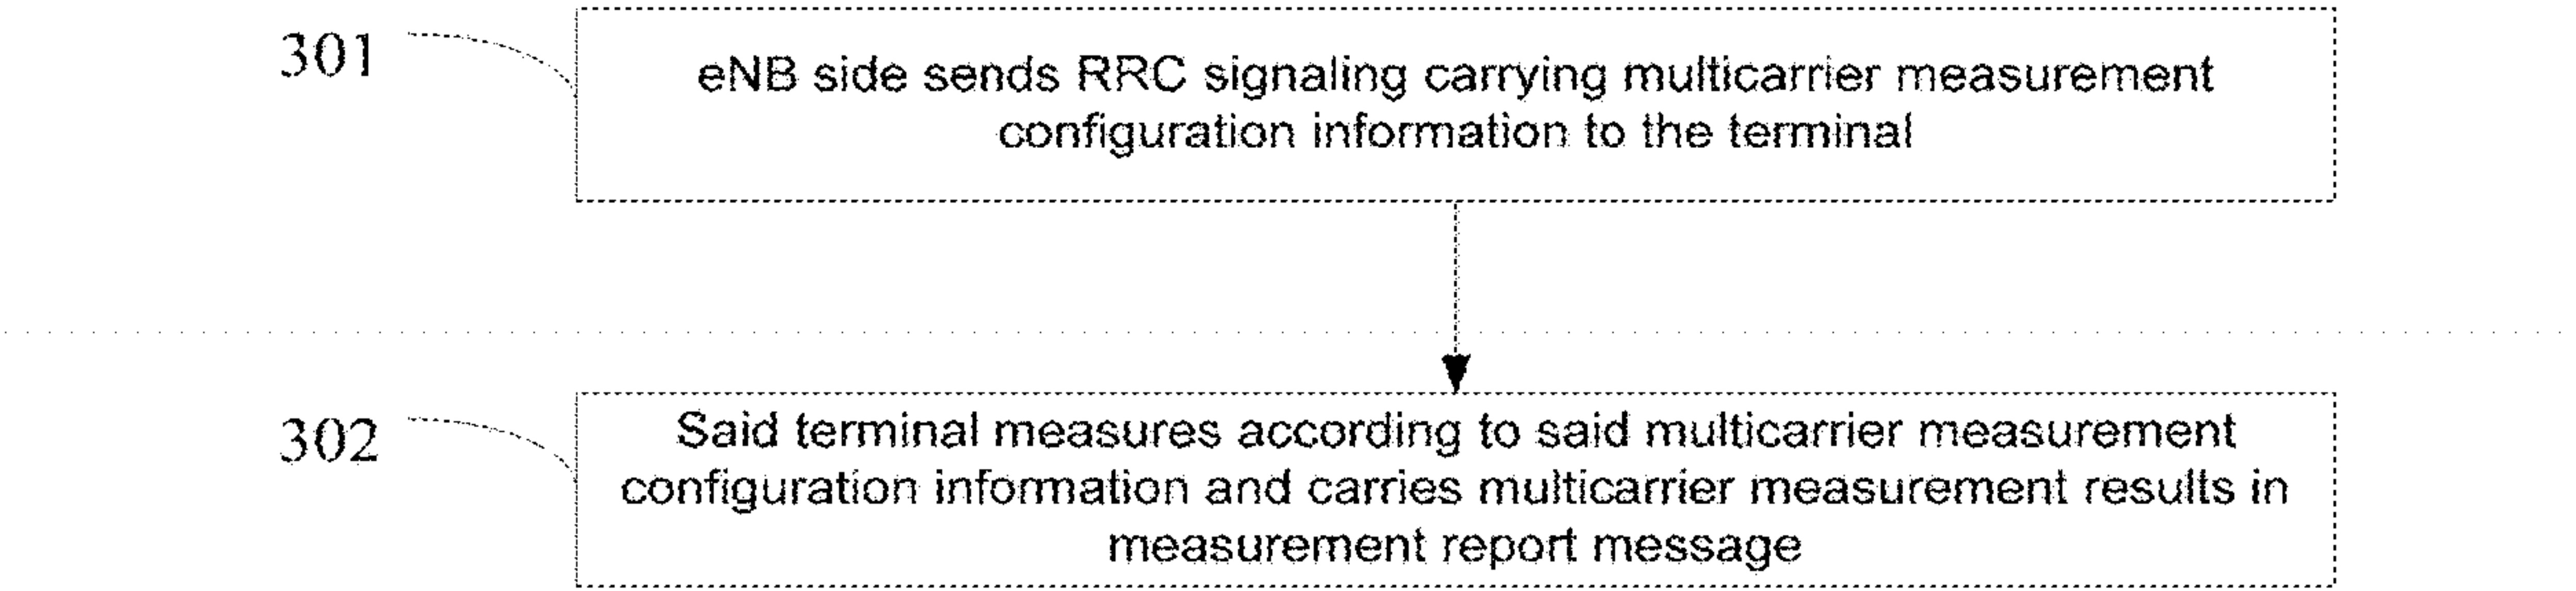 301
eNB side sends RRC signaling carrying multicarrier measurement
configuration information to the terminal
302
Said terminal measures according to said multicarrier measurement
configuration information and carries multicarrier measurement results in
measurement report message